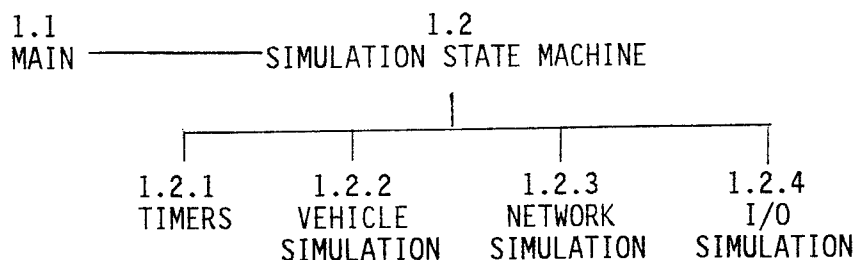 1.1 1.2
MAIN SIMULATION STATE MACHINE
1.2.1 1.2.2 1.2.3 1.2.4
TIMERS VEHICLE NETWORK I/O
SIMULATION SIMULATION SIMULATION